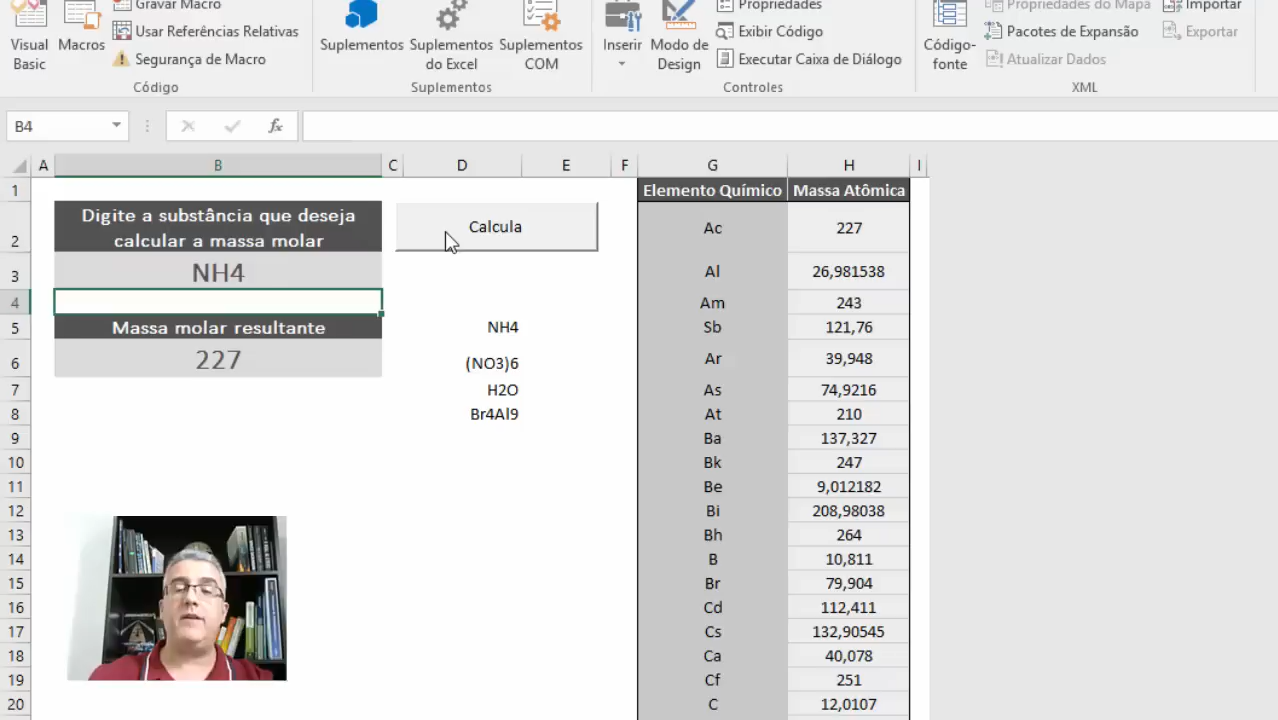 Gravar Macro
Propriedades
Propriedades do Mapa
Importar
Usar Referências Relativas
Exibir Código
Pacotes de Expansão
Exportar
Visual Basic
Macros
Segurança de Macro
Suplementos
Suplementos do Excel
Suplementos COM
Inserir
Modo de Design
Executar Caixa de Diálogo
Código-fonte
Atualizar Dados
Código
Suplementos
Controles
XML
B4
fx
A B C D E F G H I
1 Elemento Químico Massa Atômica
Digite a substância que deseja
calcular a massa molar
Calcula
2 Ac 227
3 NH4 Al 26,981538
4 Am 243
5 Massa molar resultante NH4 Sb 121,76
6 227 (NO3)6 Ar 39,948
7 H2O As 74,9216
8 Br4Al9 At 210
9 Ba 137,327
10 Bk 247
11 Be 9,012182
12 Bi 208,98038
13 Bh 264
14 B 10,811
15 Br 79,904
16 Cd 112,411
17 Cs 132,90545
18 Ca 40,078
19 Cf 251
20 C 12,0107